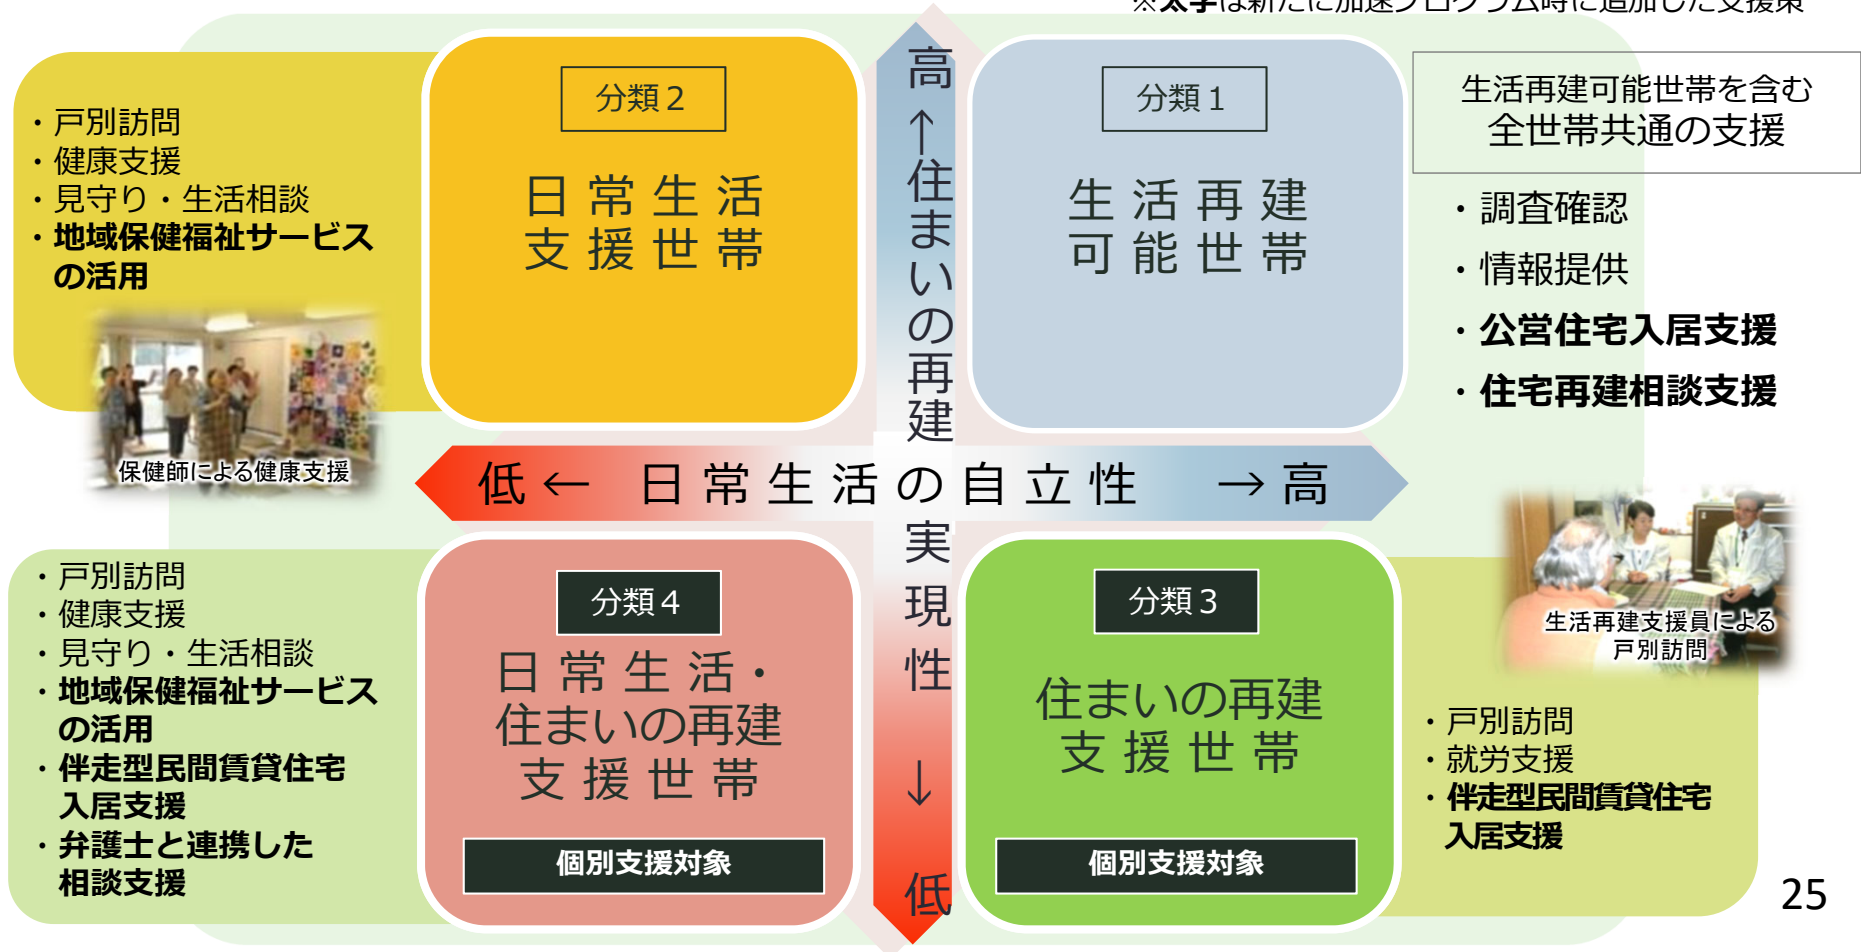 ※太字は新たに加速プログラム時に追加した支援策
分類２
日常生活
支援世帯
・戸別訪問
・健康支援
・見守り・生活相談
・地域保健福祉サービス
の活用
保健師による健康支援
分類１
生活再建
可能世帯
生活再建可能世帯を含む
全世帯共通の支援
・調査確認
・情報提供
・公営住宅入居支援
・住宅再建相談支援
高↑住まいの再建の実現性↓低
低← 日常生活の自立性 →高
分類４
日常生活・
住まいの再建
支援世帯
個別支援対象
・戸別訪問
・健康支援
・見守り・生活相談
・地域保健福祉サービス
の活用
・伴走型民間賃貸住宅
入居支援
・弁護士と連携した
相談支援
分類３
住まいの再建
支援世帯
個別支援対象
生活再建支援員による
戸別訪問
・戸別訪問
・就労支援
・伴走型民間賃貸住宅
入居支援
25